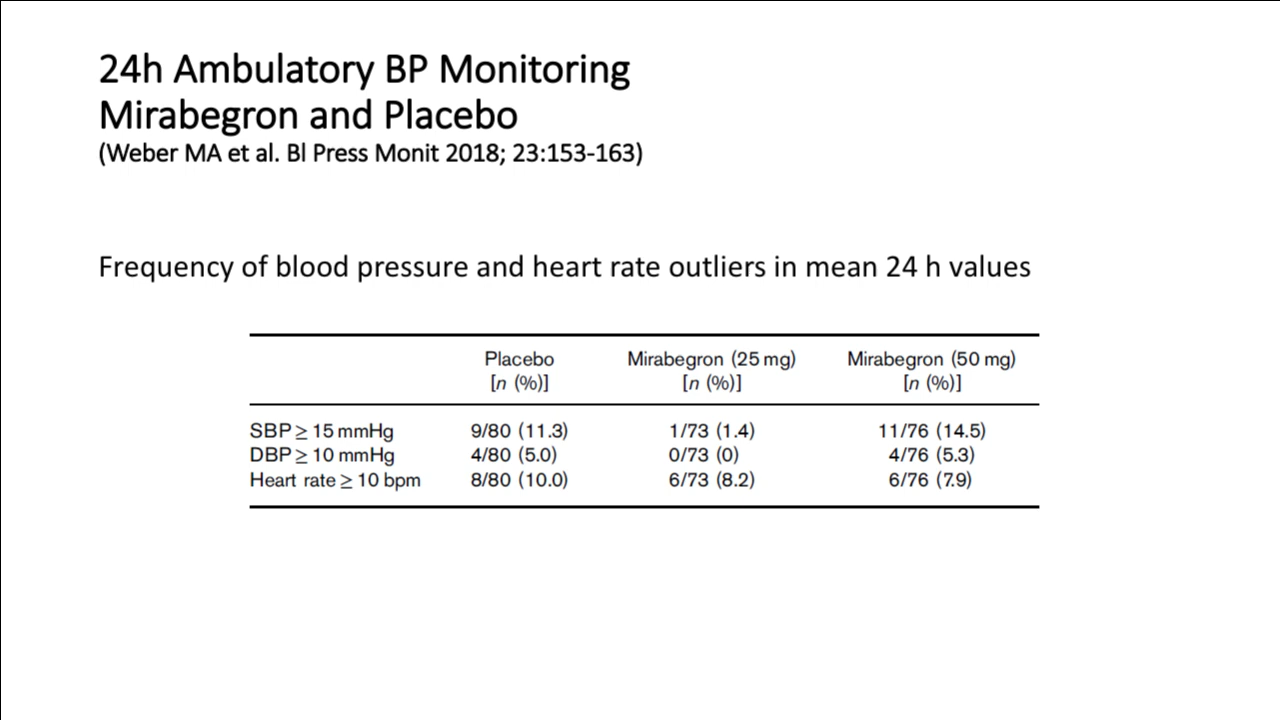 24h Ambulatory BP Monitoring
Mirabegron and Placebo
(Weber MA et al. Bl Press Monit 2018; 23:153-163)
Frequency of blood pressure and heart rate outliers in mean 24 h values
Placebo Mirabegron (25 mg) Mirabegron (50 mg)
[n (%)] [n (%)] [n (%)]
SBP ≥ 15 mmHg 9/80 (11.3) 1/73 (1.4) 11/76 (14.5)
DBP ≥ 10 mmHg 4/80 (5.0) 0/73 (0) 4/76 (5.3)
Heart rate ≥ 10 bpm 8/80 (10.0) 6/73 (8.2) 6/76 (7.9)